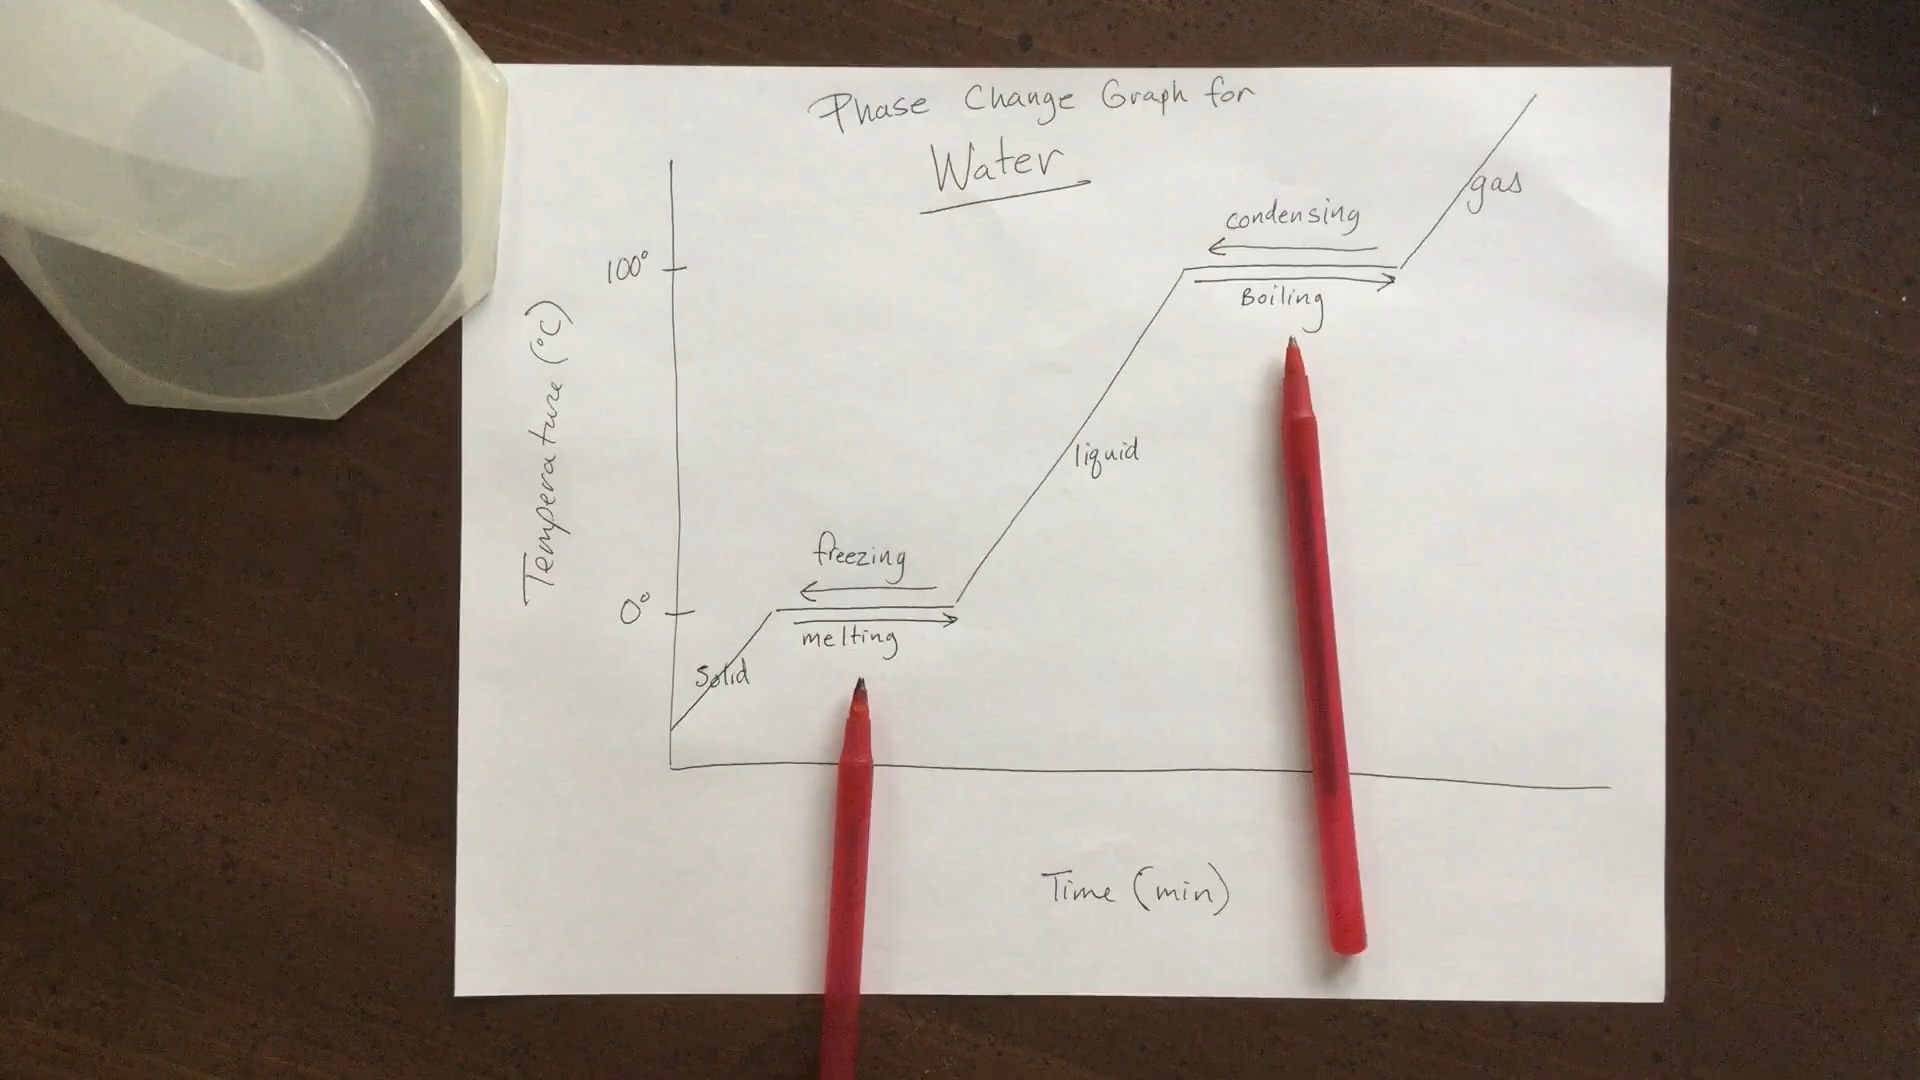 Phase Change Graph for
Water
gas
condensing
100°
Boiling
Temperature (°C)
liquid
freezing
0°
melting
Solid
Time (min)